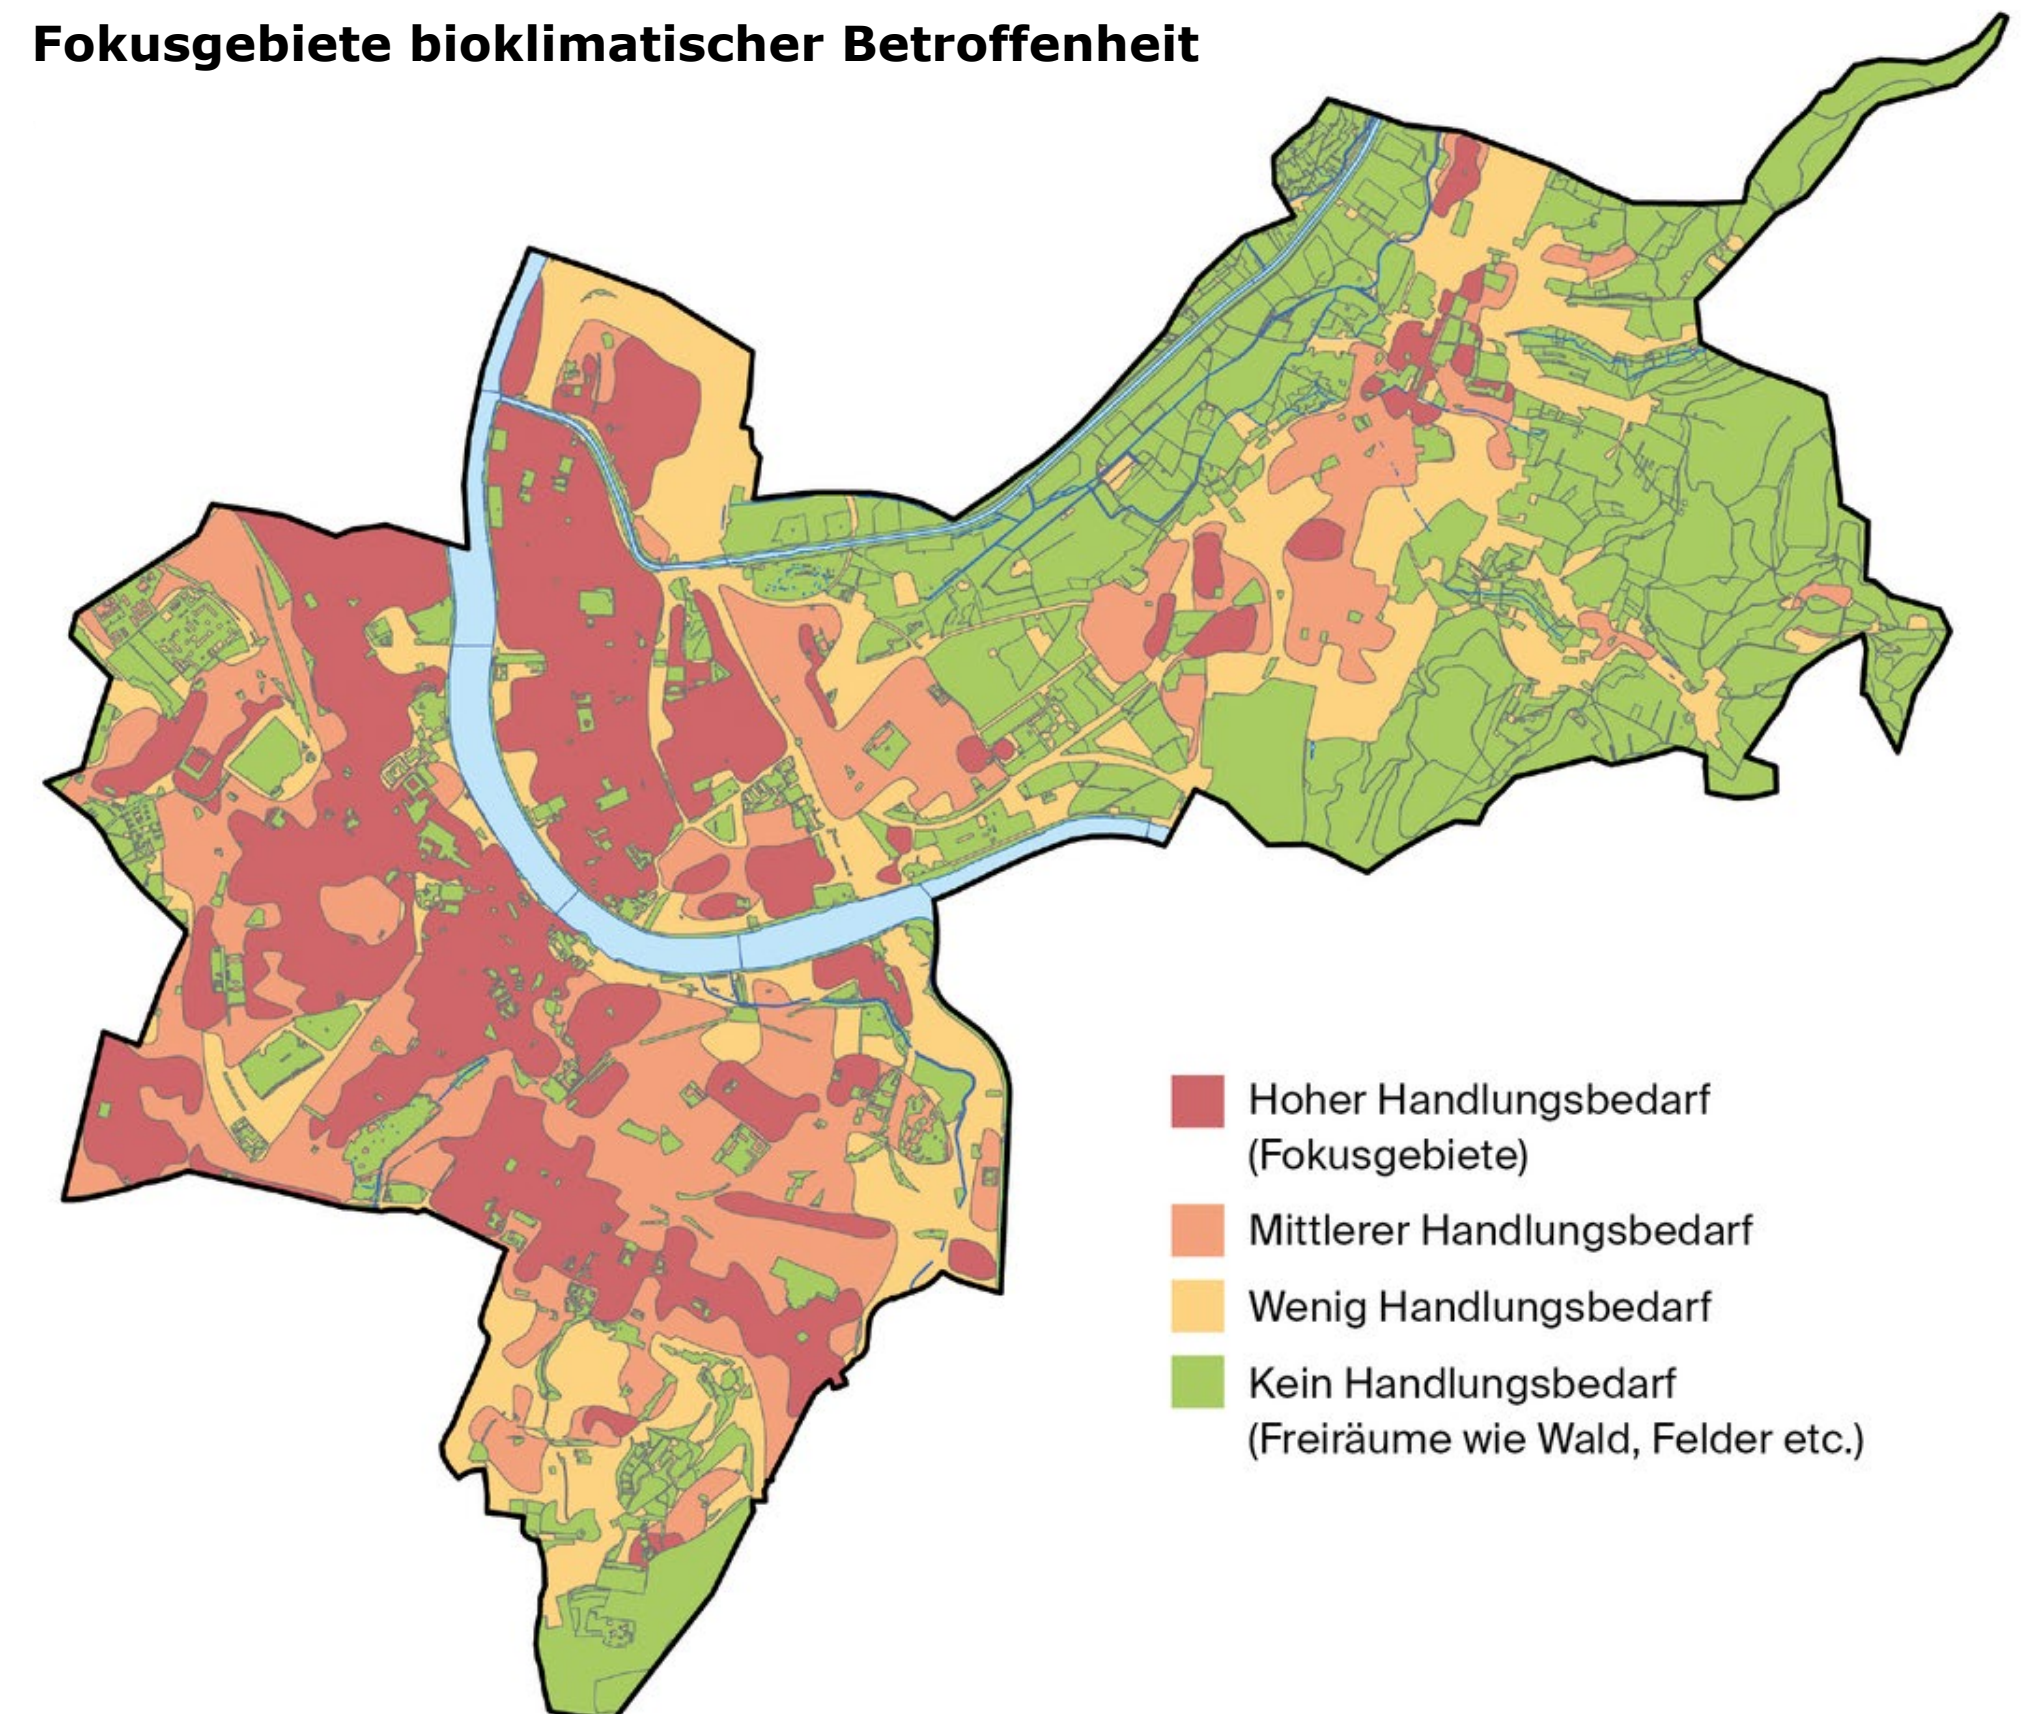 Fokusgebiete bioklimatischer Betroffenheit
Hoher Handlungsbedarf
(Fokusgebiete)
Mittlerer Handlungsbedarf
Wenig Handlungsbedarf
Kein Handlungsbedarf
(Freiräume wie Wald, Felder etc.)